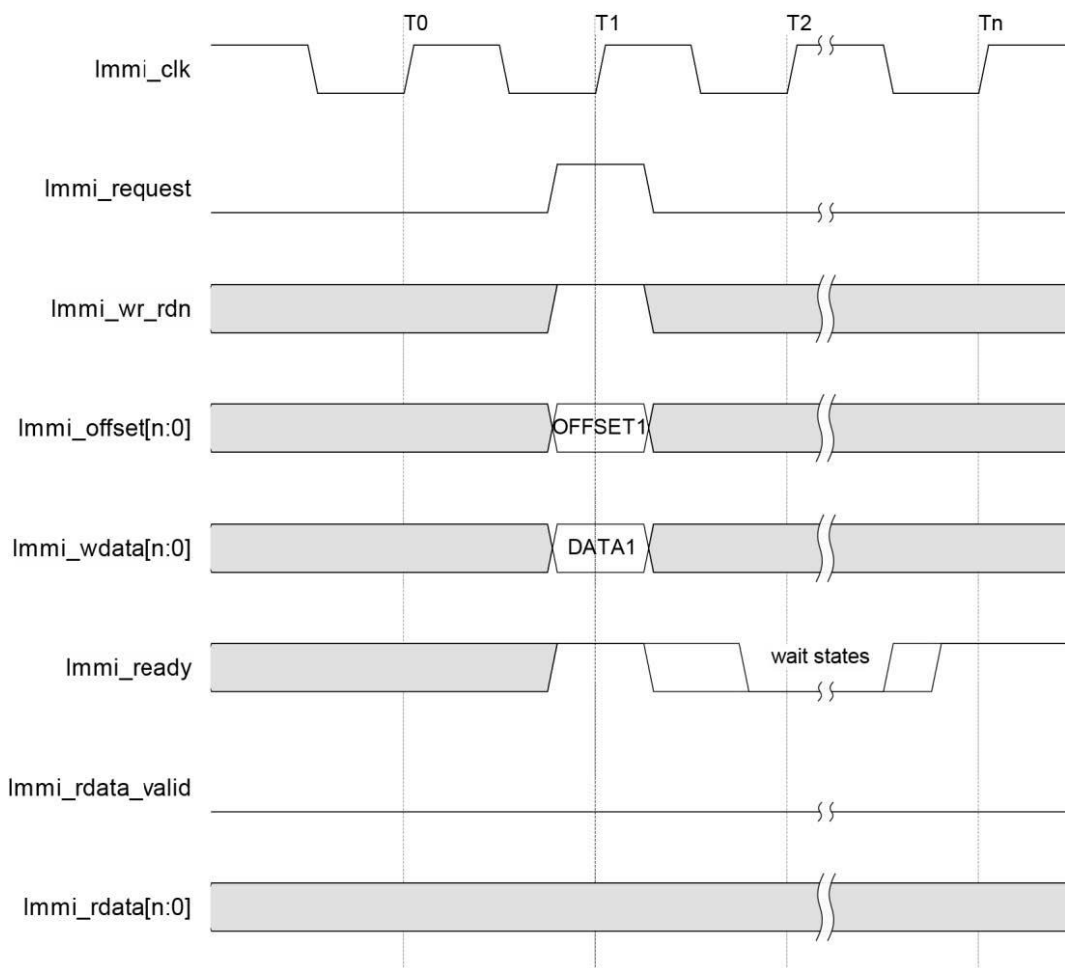 T0 T1 T2 Tn
lmmi_clk
lmmi_request
lmmi_wr_rdn
lmmi_offset[n:0]
OFFSET1
lmmi_wdata[n:0]
DATA1
lmmi_ready
wait states
lmmi_rdata_valid
lmmi_rdata[n:0]